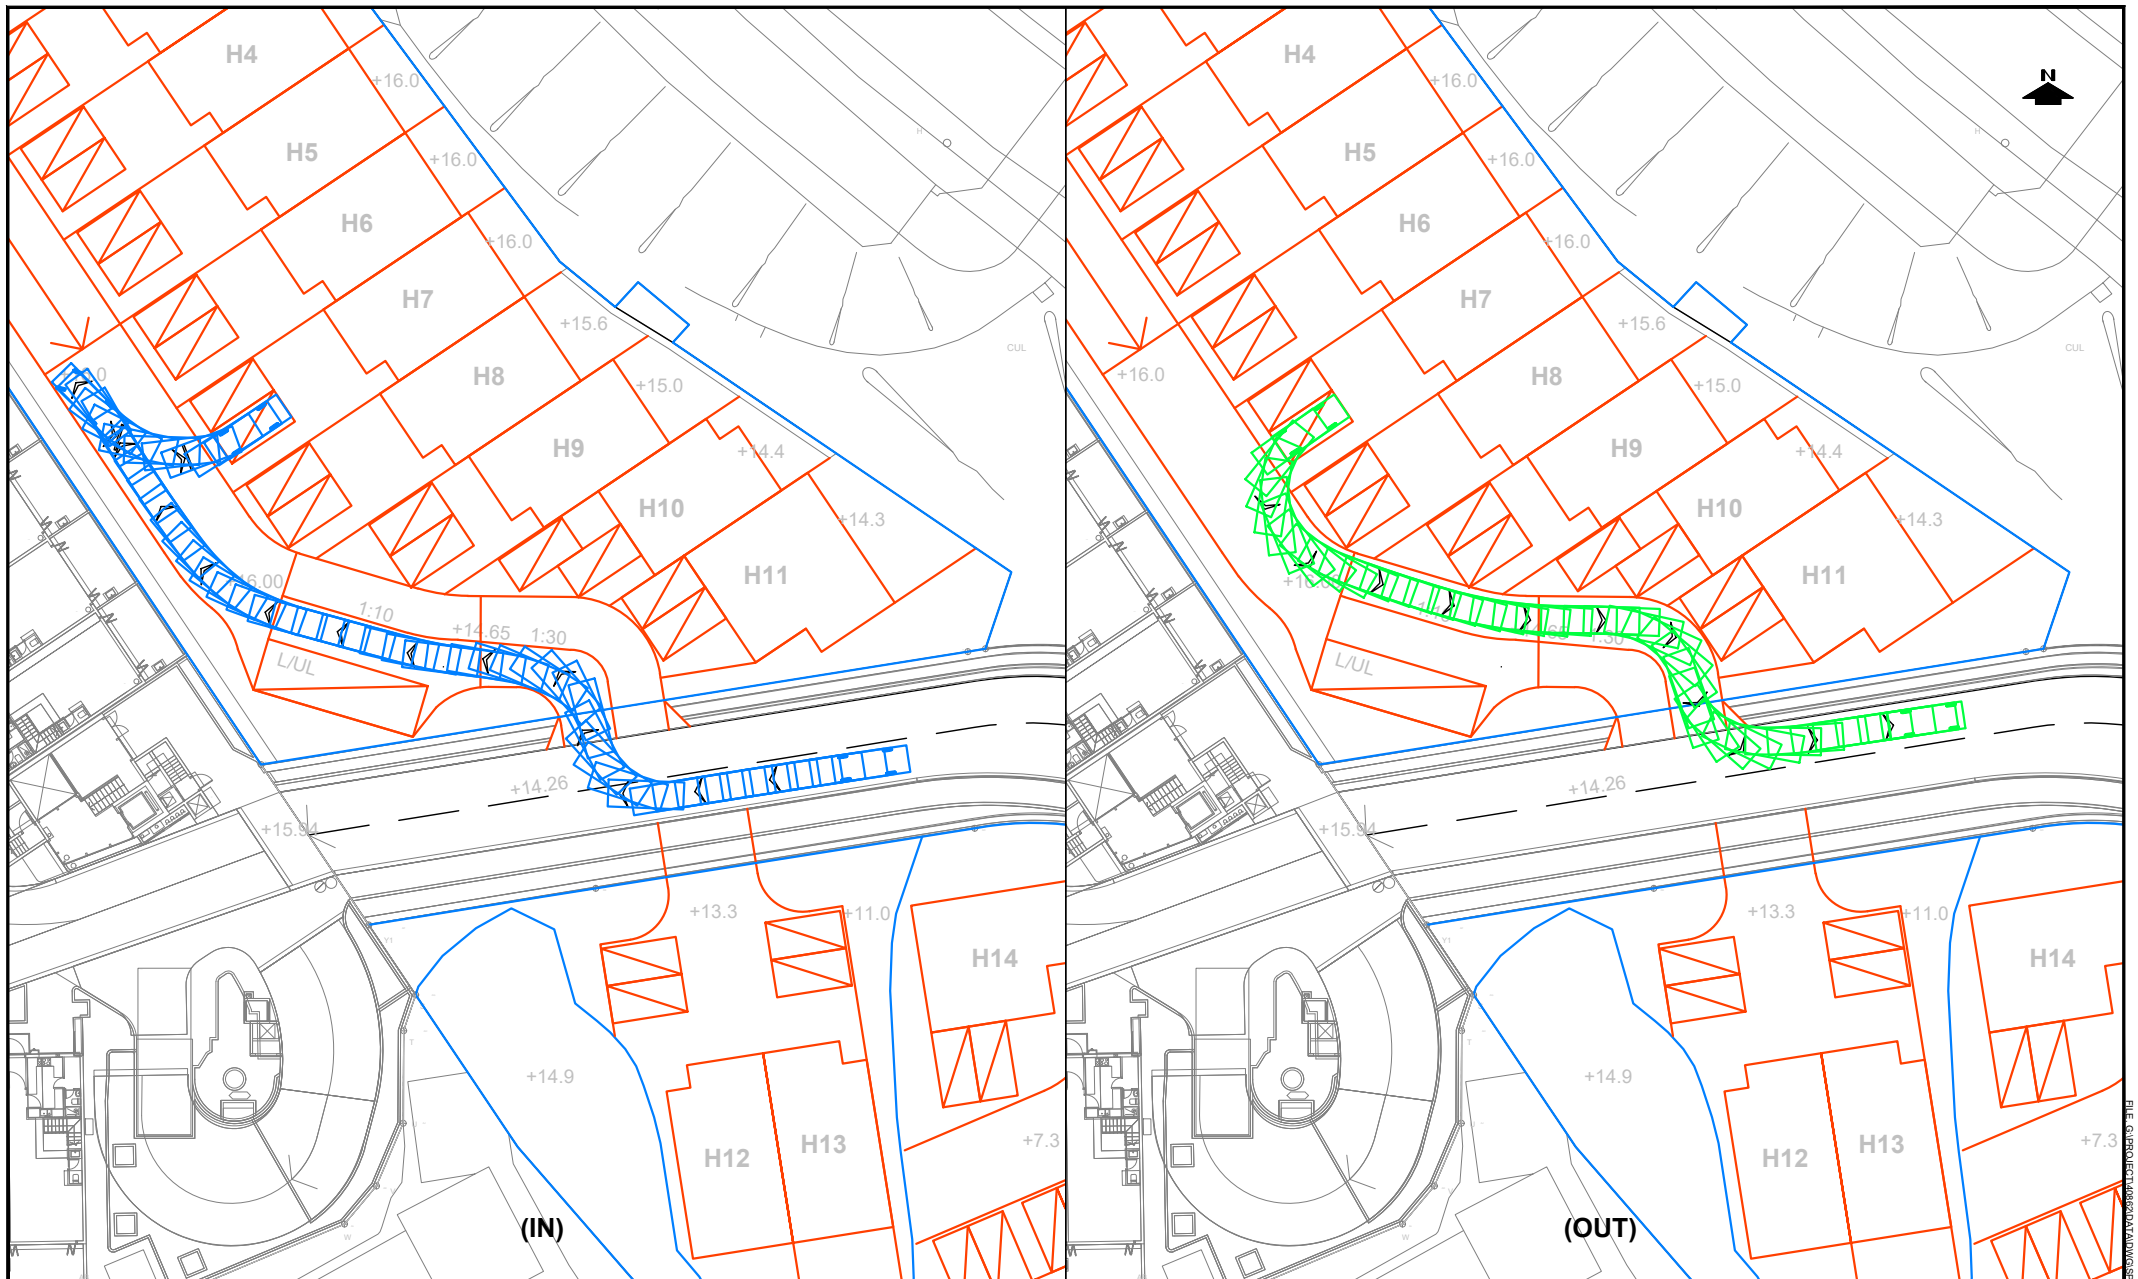 H4
+16.0
H5
+16.0
H6
+16.0
H7
+15.6
H8
+15.0
H9
+14.4
H10
+14.3
H11
16.00
1:10
+14.65
1:30
L/UL
+14.26
+15.94
+13.3
+11.0
H14
+14.9
+7.3
H12
H13
(IN)
H
CUL
Y1
T
W
N
H4
+16.0
H5
+16.0
H6
+16.0
H7
+15.6
+16.0
H8
+15.0
H9
+14.4
H10
+14.3
H11
L/UL
+14.26
+15.94
+13.3
+11.0
H14
+14.9
+7.3
H12
H13
(OUT)
H
CUL
Y1
T
W